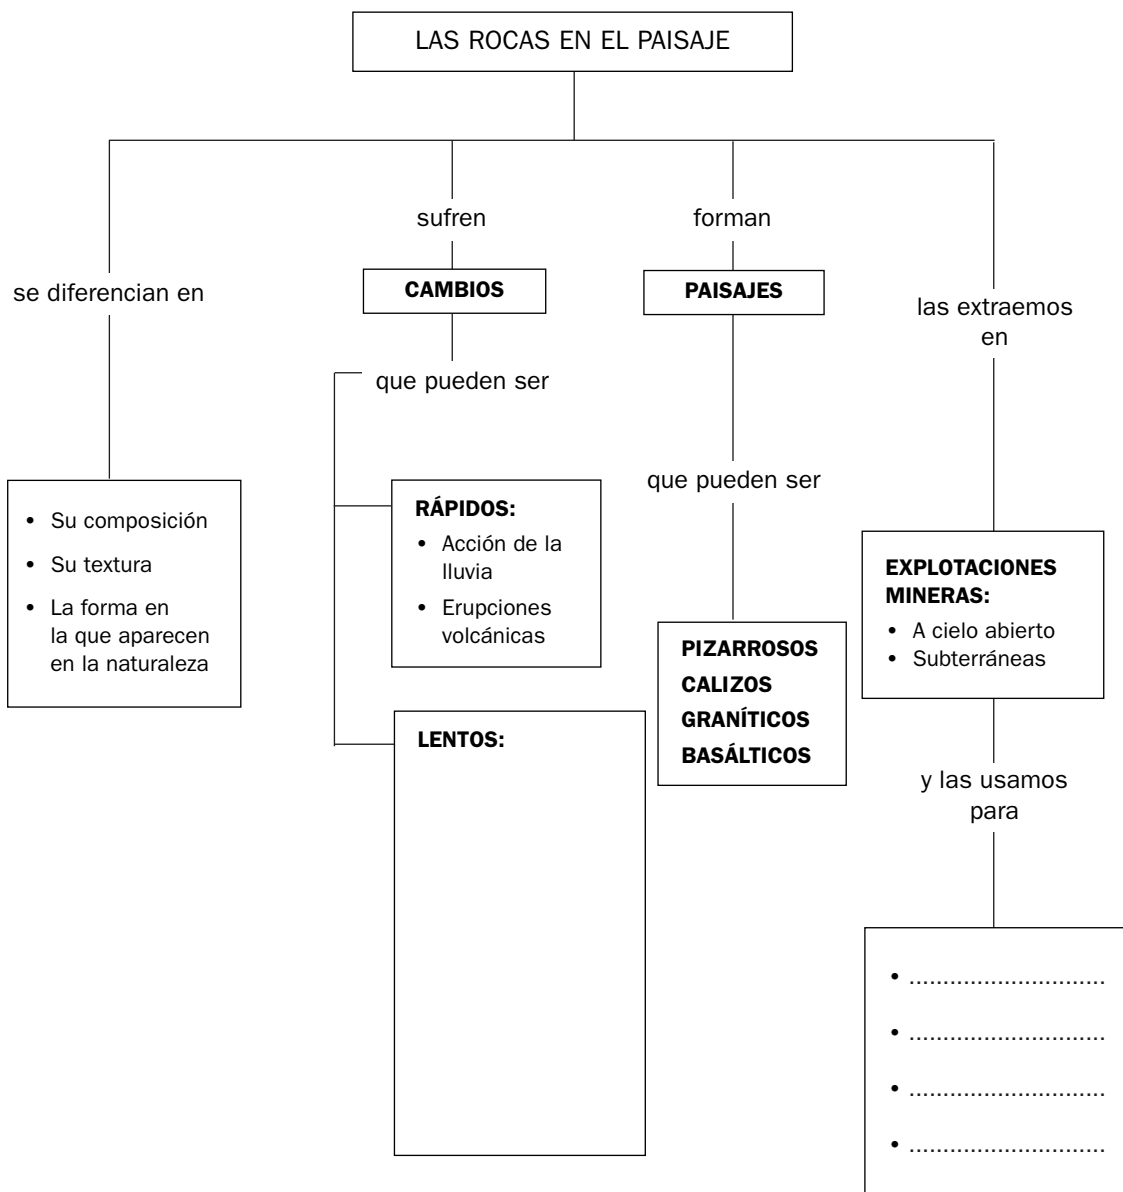 LAS ROCAS EN EL PAISAJE
se diferencian en
• Su composición
• Su textura
• La forma en
la que aparecen
en la naturaleza
sufren
CAMBIOS
que pueden ser
RÁPIDOS:
• Acción de la
lluvia
• Erupciones
volcánicas
LENTOS:
forman
PAISAJES
que pueden ser
PIZARROSOS
CALIZOS
GRANÍTICOS
BASÁLTICOS
las extraemos
en
EXPLOTACIONES
MINERAS:
• A cielo abierto
• Subterráneas
y las usamos
para
• .............................
• .............................
• .............................
• .............................